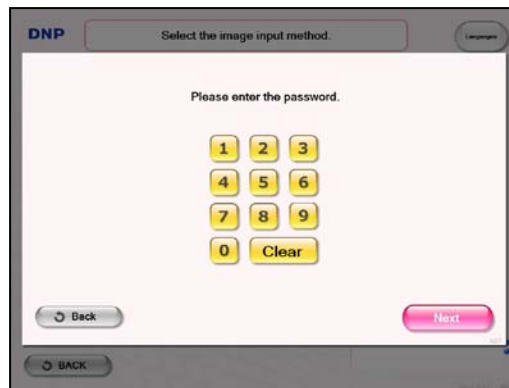 DNP
Select the image input method.
Languages
Please enter the password.
1 2 3
4 5 6
7 8 9
0 Clear
Back
Next
BACK